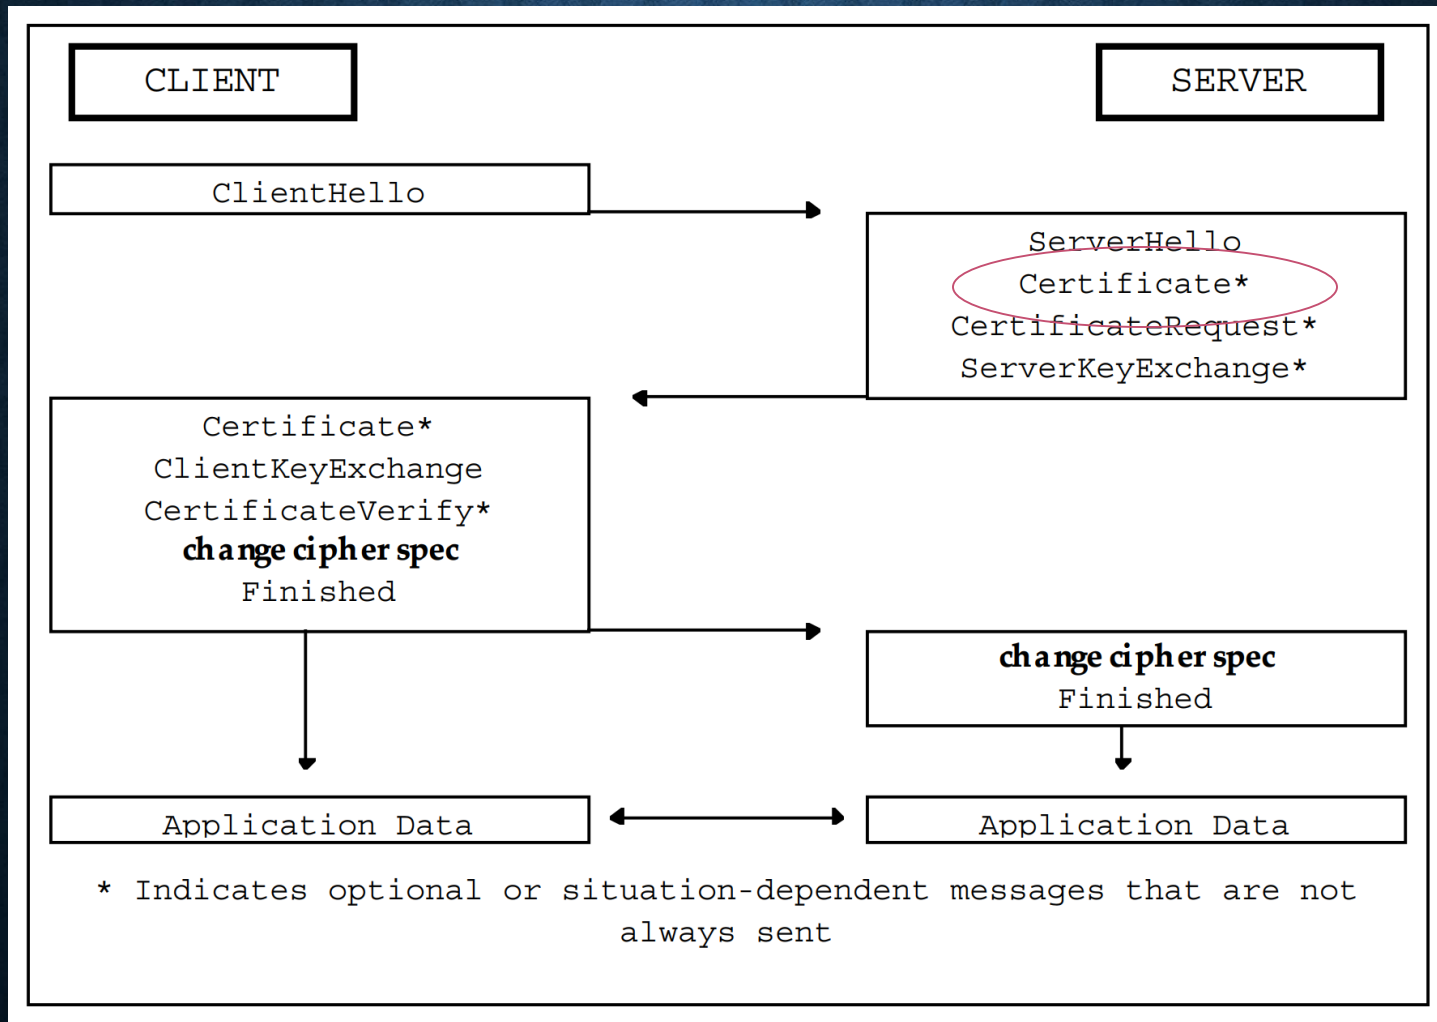 CLIENT
SERVER
ClientHello
ServerHello
Certificate*
CertificateRequest*
ServerKeyExchange*
Certificate*
ClientKeyExchange
CertificateVerify*
change cipher spec
Finished
change cipher spec
Finished
Application Data
Application Data
* Indicates optional or situation-dependent messages that are not
always sent